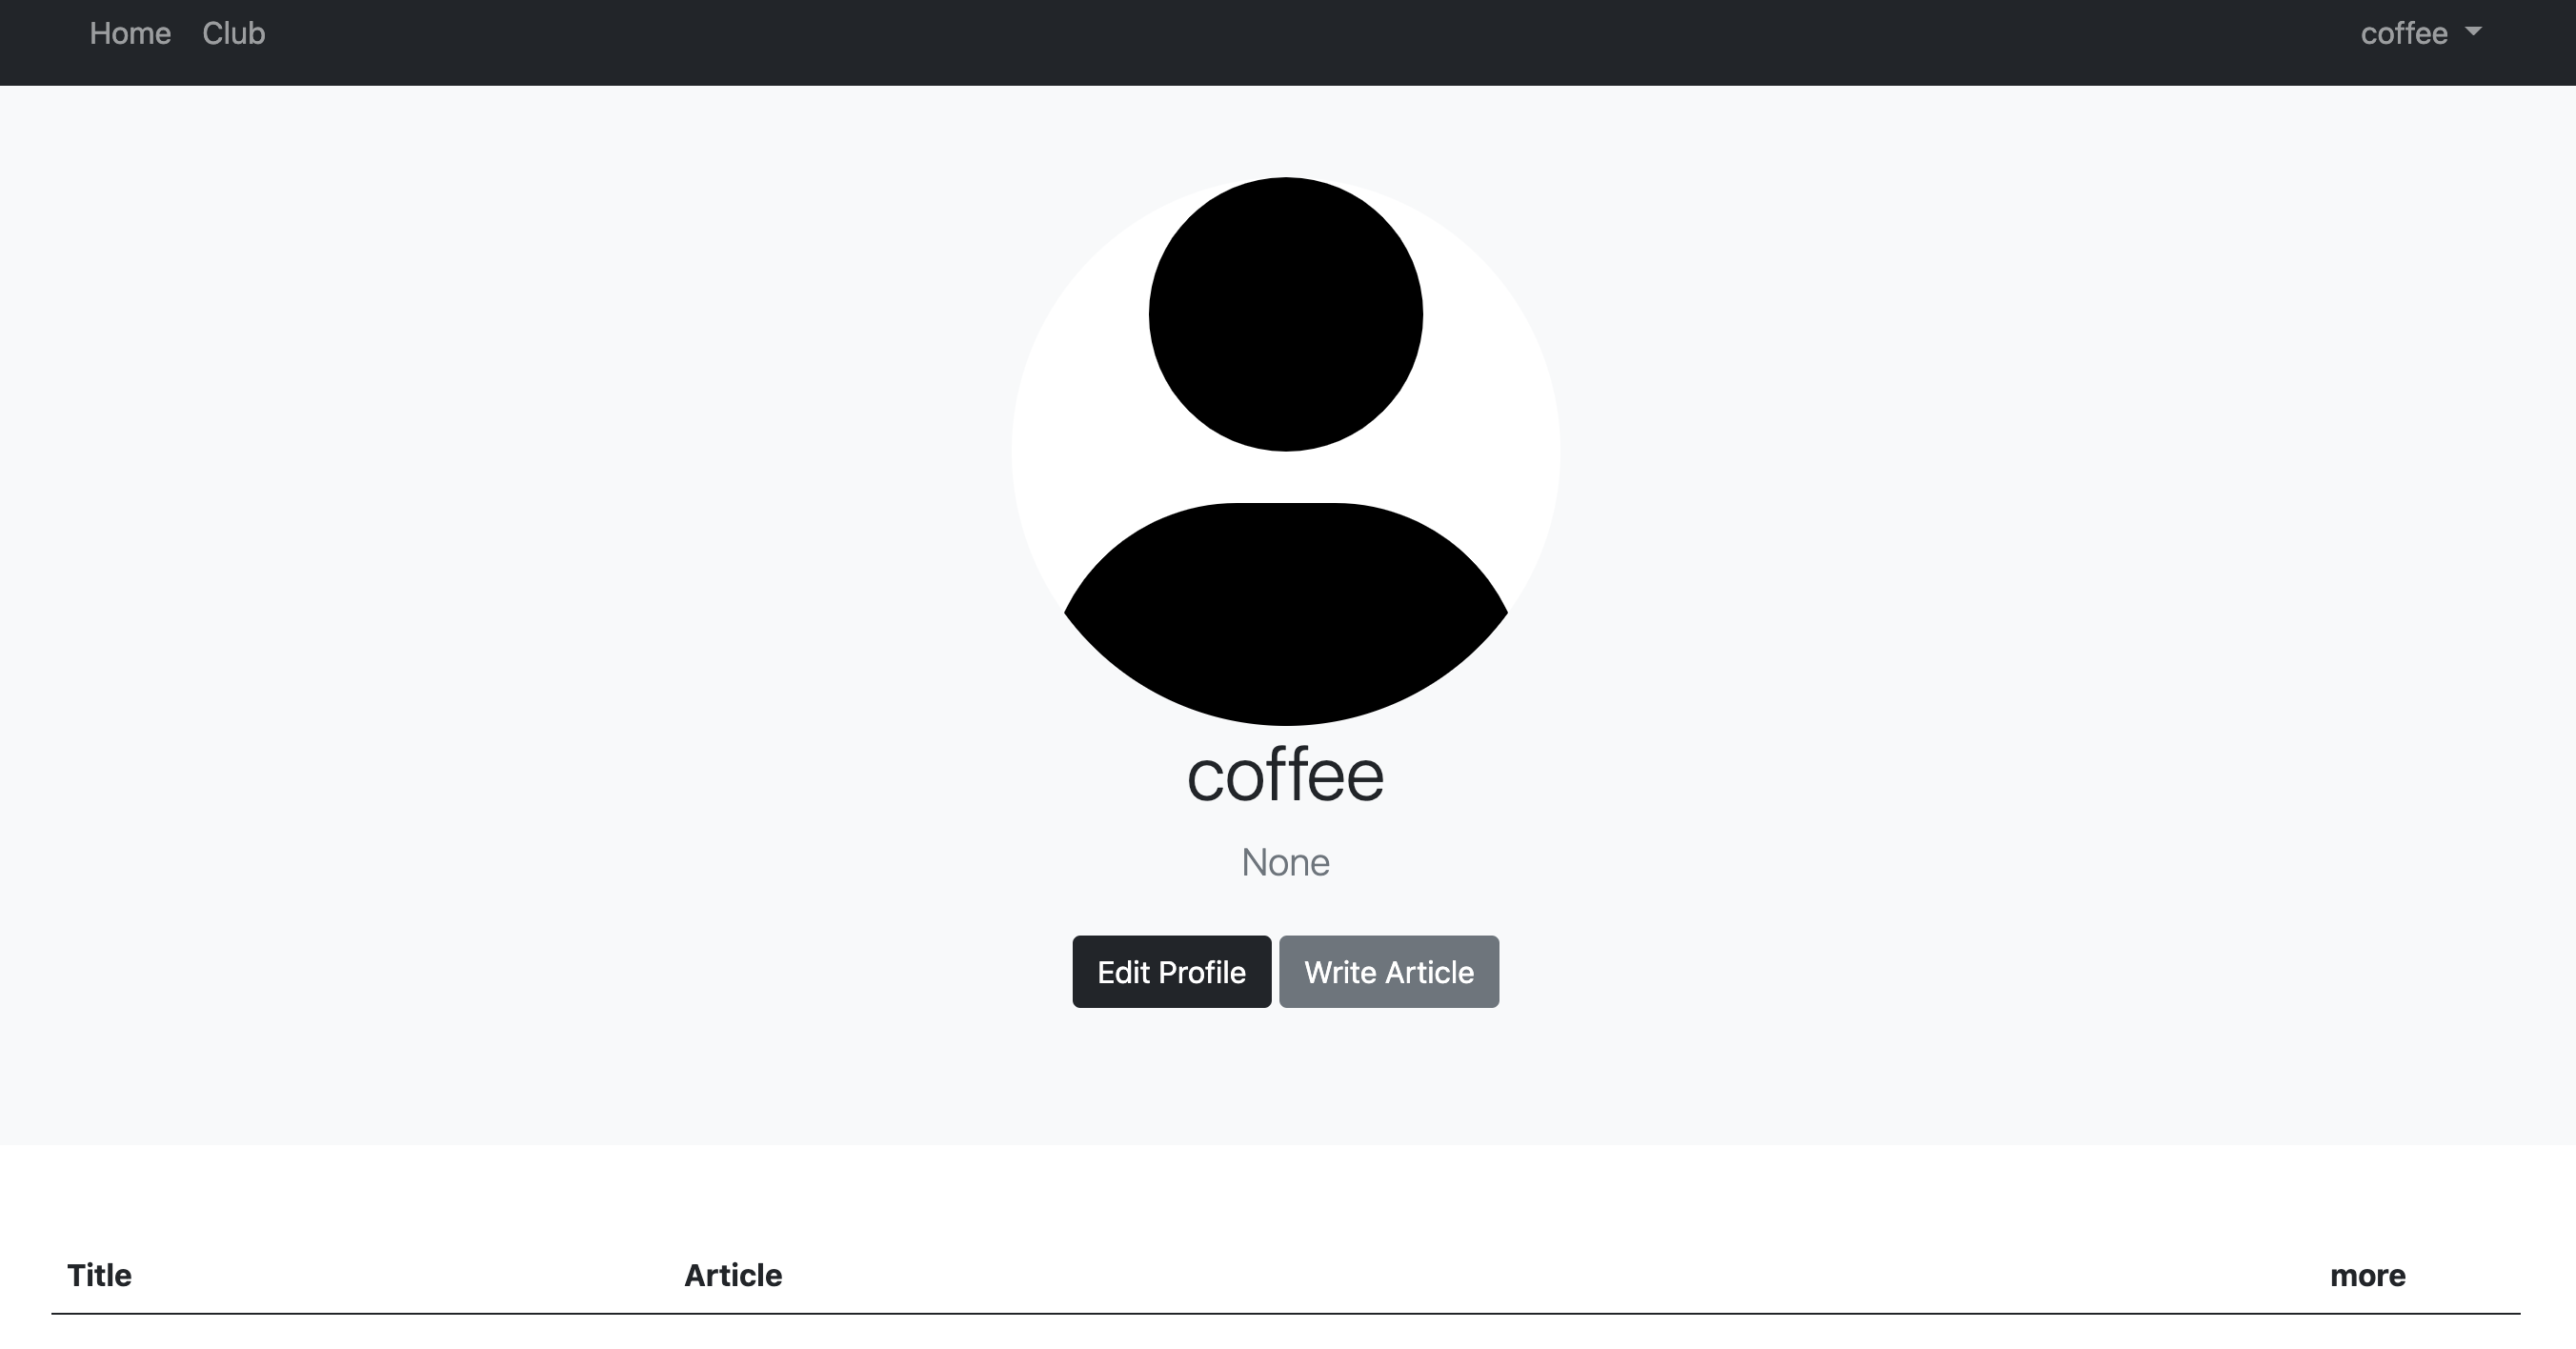 Home Club coffee
coffee
None
Edit Profile Write Article
Title Article more